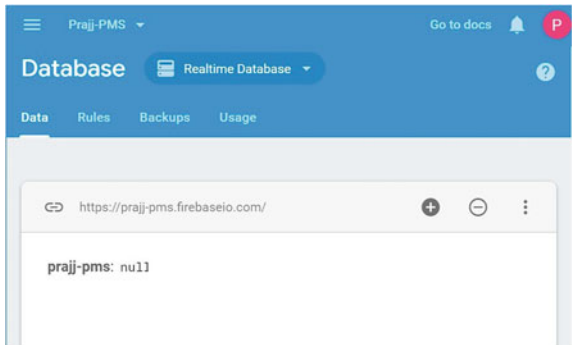 Prajj-PMS
Go to docs
P
Database
Realtime Database
?
Data Rules Backups Usage
https://prajj-pms.firebaseio.com/
prajj-pms: null